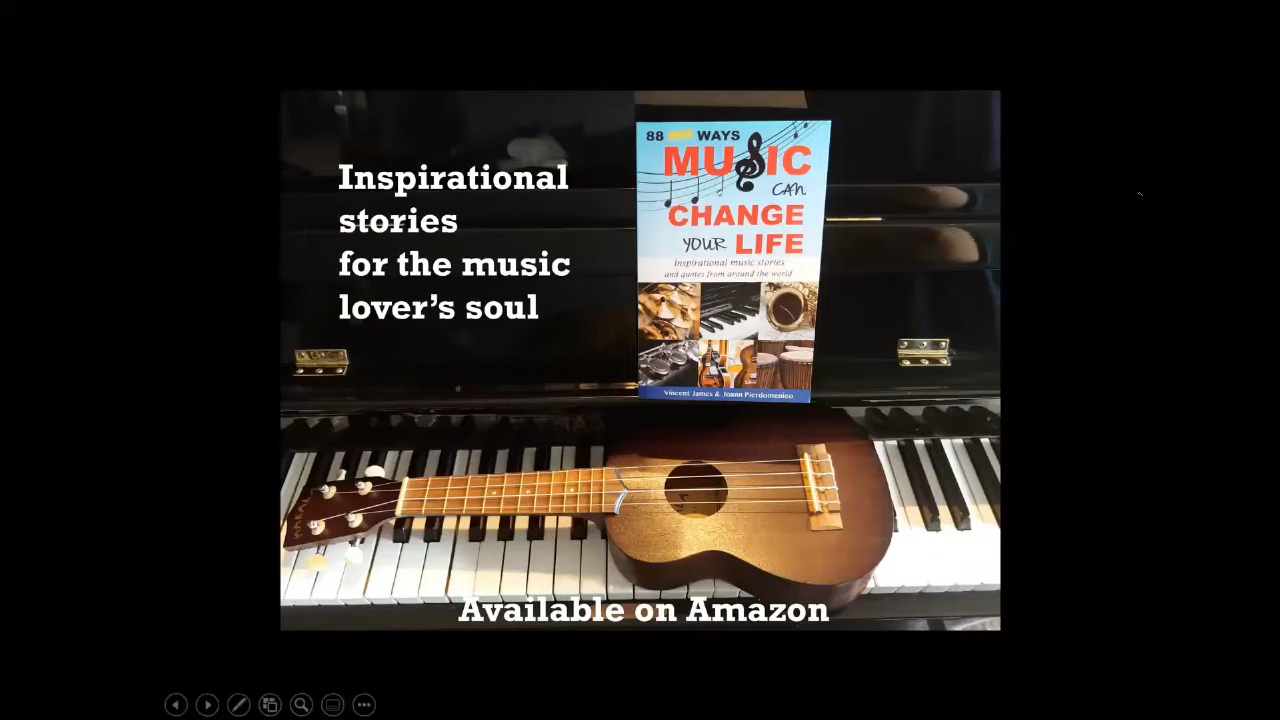 Inspirational
stories
for the music
lover's soul
88 WAYS
MUSIC
can
CHANGE
YOUR LIFE
Inspirational music stories
and quotes from around the world
Vincent James & Joann Pierdomenico
MAKALA
Available on Amazon